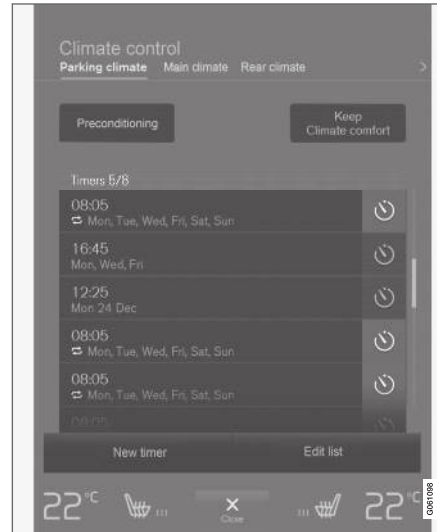 Climate control
Parking climate Main climate Rear climate
Preconditioning
Keep
Climate comfort
Timers 5/8
08:05
Mon, Tue, Wed, Fri, Sat, Sun
16:45
Mon, Wed, Fri
12:25
Mon 24 Dec
08:05
Mon, Tue, Wed, Fri, Sat, Sun
08:05
Mon, Tue, Wed, Fri, Sat, Sun
08:05
New timer Edit list
22°C 22°C
Close
G061098